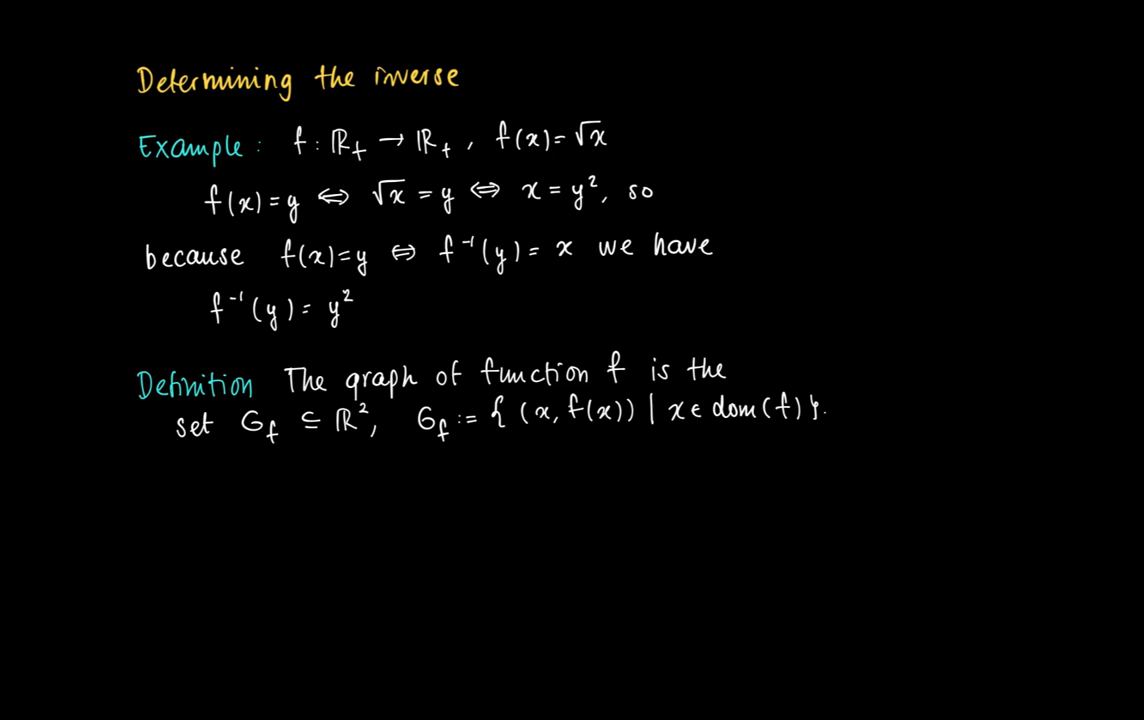 Determining the inverse
Example: f : ℝ₊ → ℝ₊, f(x) = √x
f(x) = y ⇔ √x = y ⇔ x = y², so
because f(x) = y ⇔ f⁻¹(y) = x we have
f⁻¹(y) = y²
Definition The graph of function f is the
set G_f ⊆ ℝ², G_f := { (x, f(x)) | x ∈ dom(f) }.